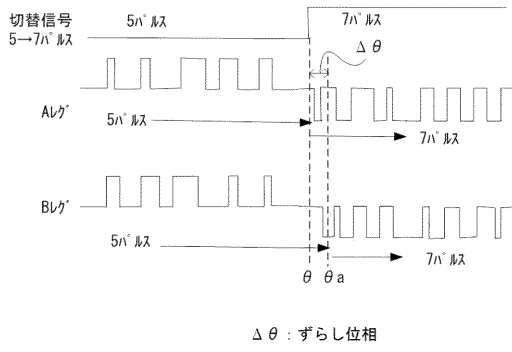 切替信号
5→7パルス
5パルス
7パルス
Δθ
Aレグ
5パルス
7パルス
Bレグ
5パルス
7パルス
θ
θa
Δθ：ずらし位相